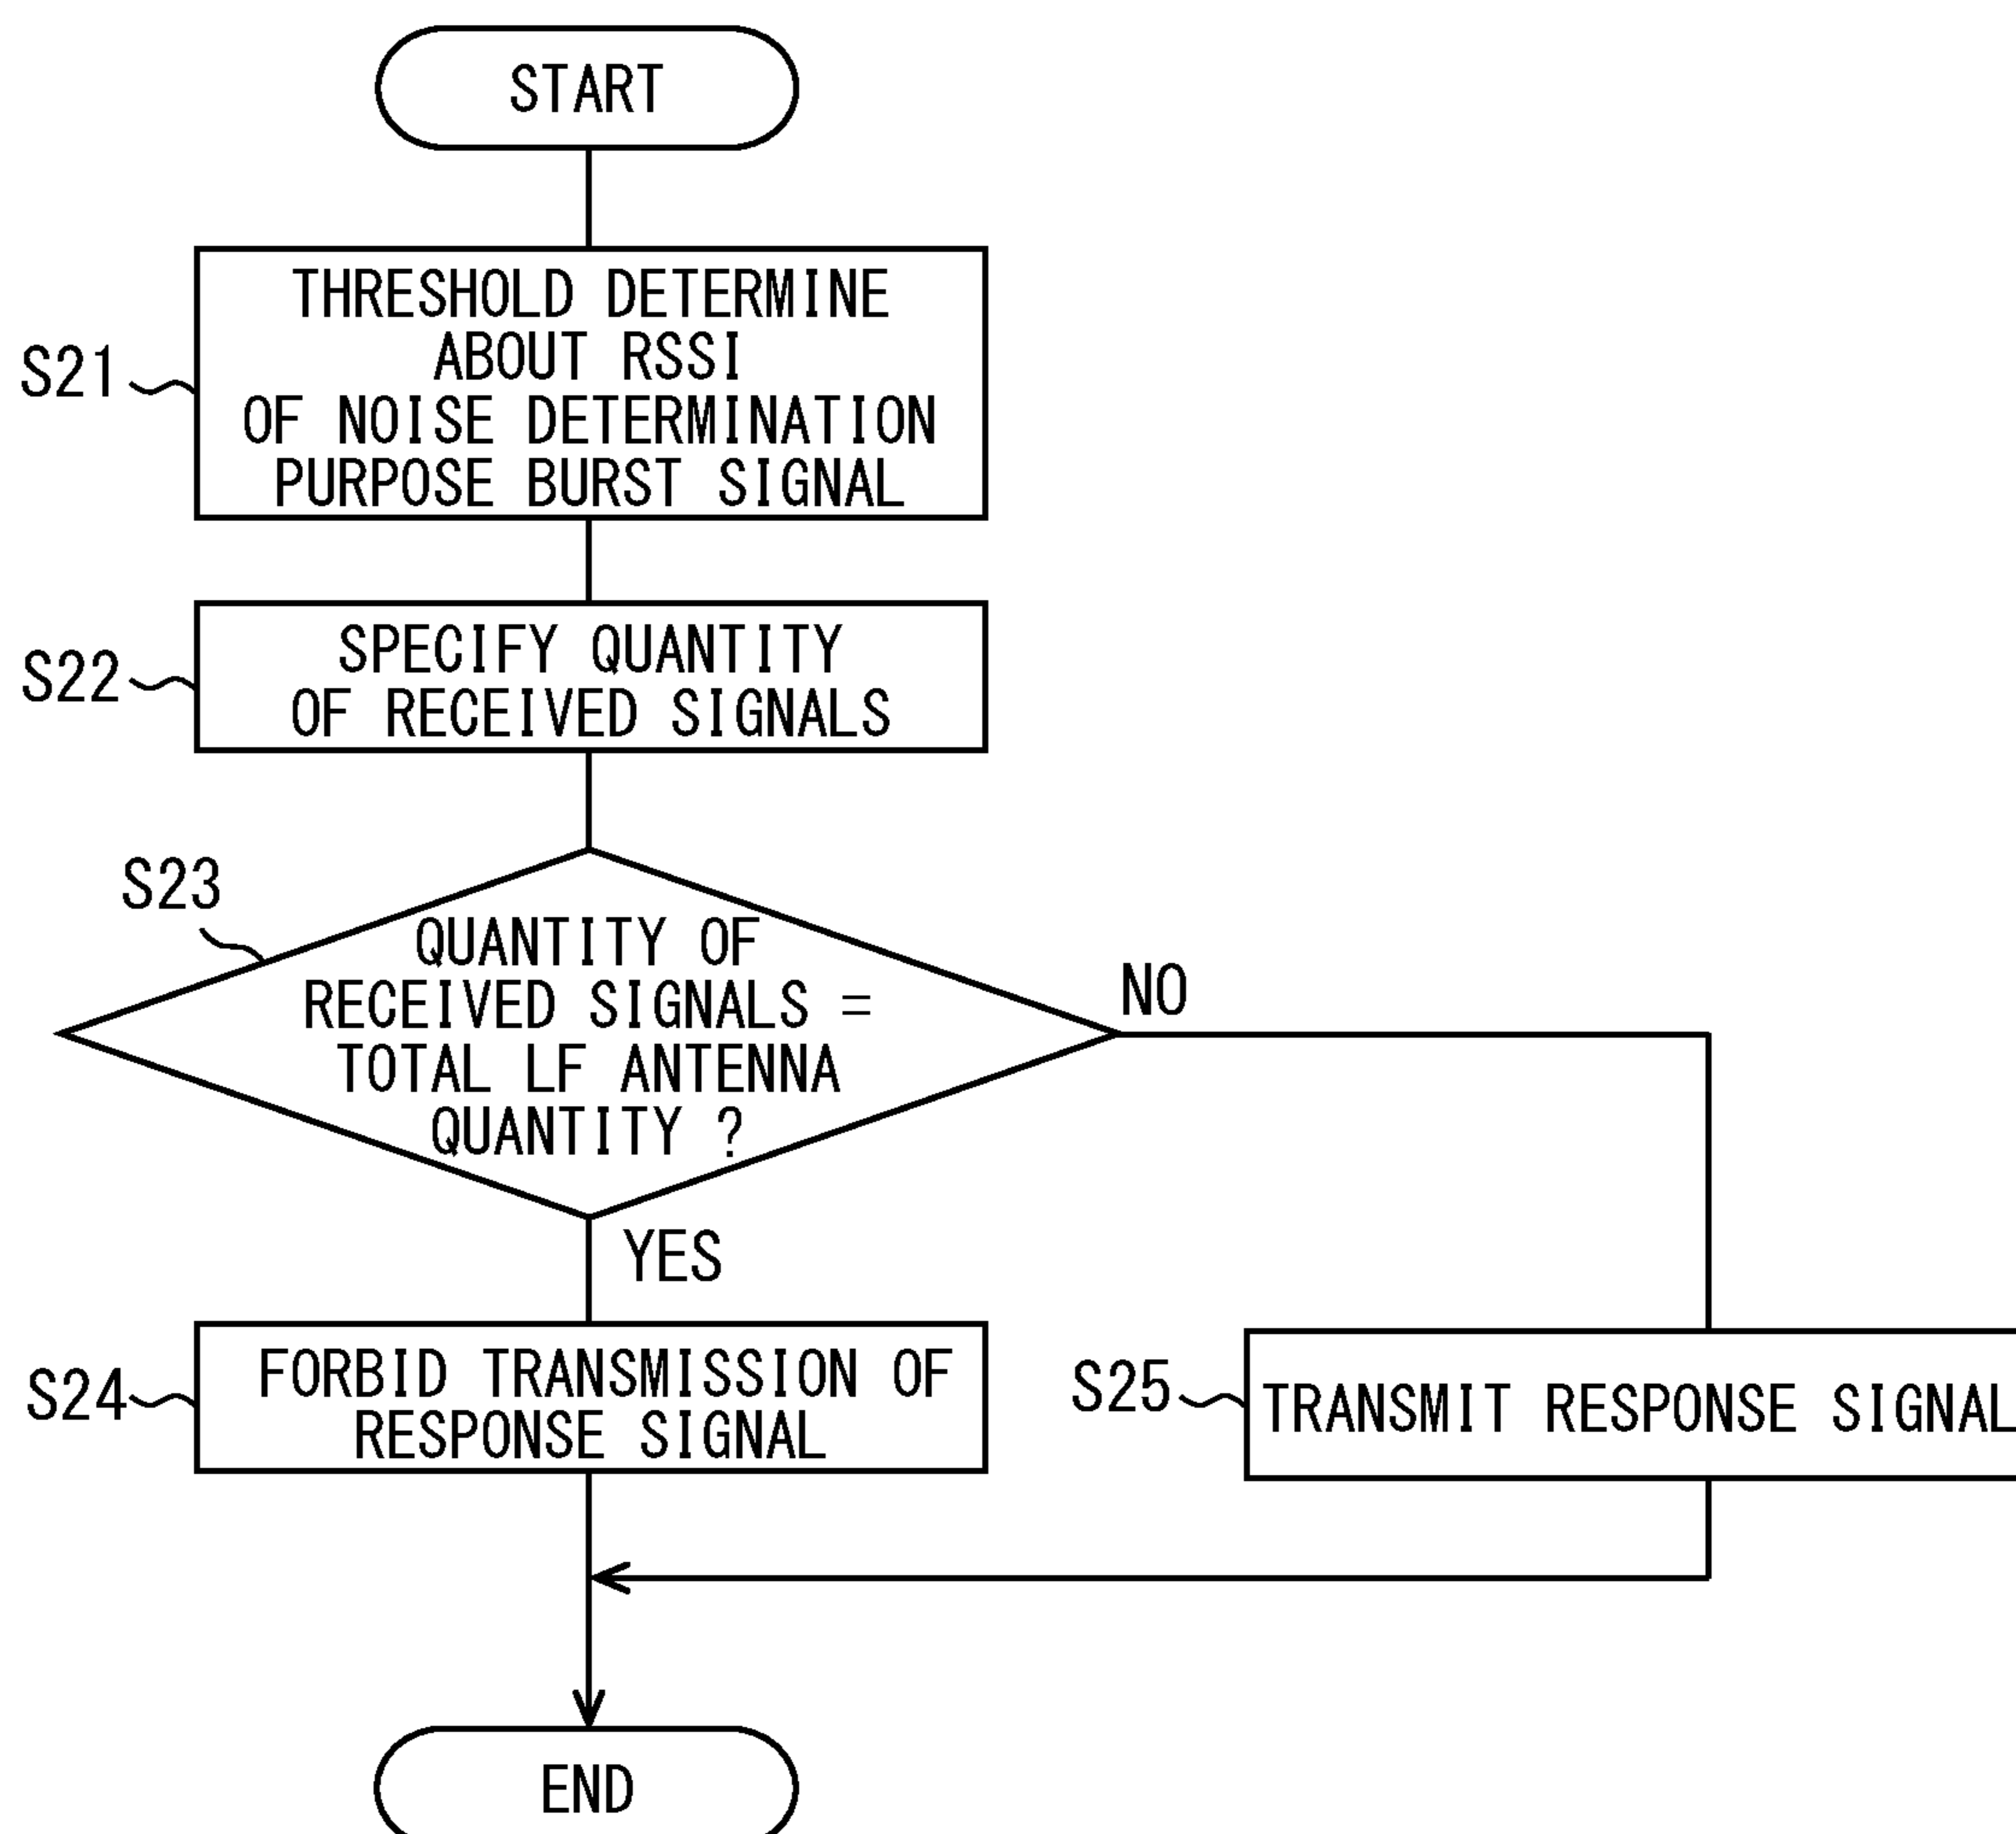 START
S21
THRESHOLD DETERMINE
ABOUT RSSI
OF NOISE DETERMINATION
PURPOSE BURST SIGNAL
S22
SPECIFY QUANTITY
OF RECEIVED SIGNALS
S23
QUANTITY OF
RECEIVED SIGNALS =
TOTAL LF ANTENNA
QUANTITY ?
NO
YES
S24
FORBID TRANSMISSION OF
RESPONSE SIGNAL
S25
TRANSMIT RESPONSE SIGNAL
END